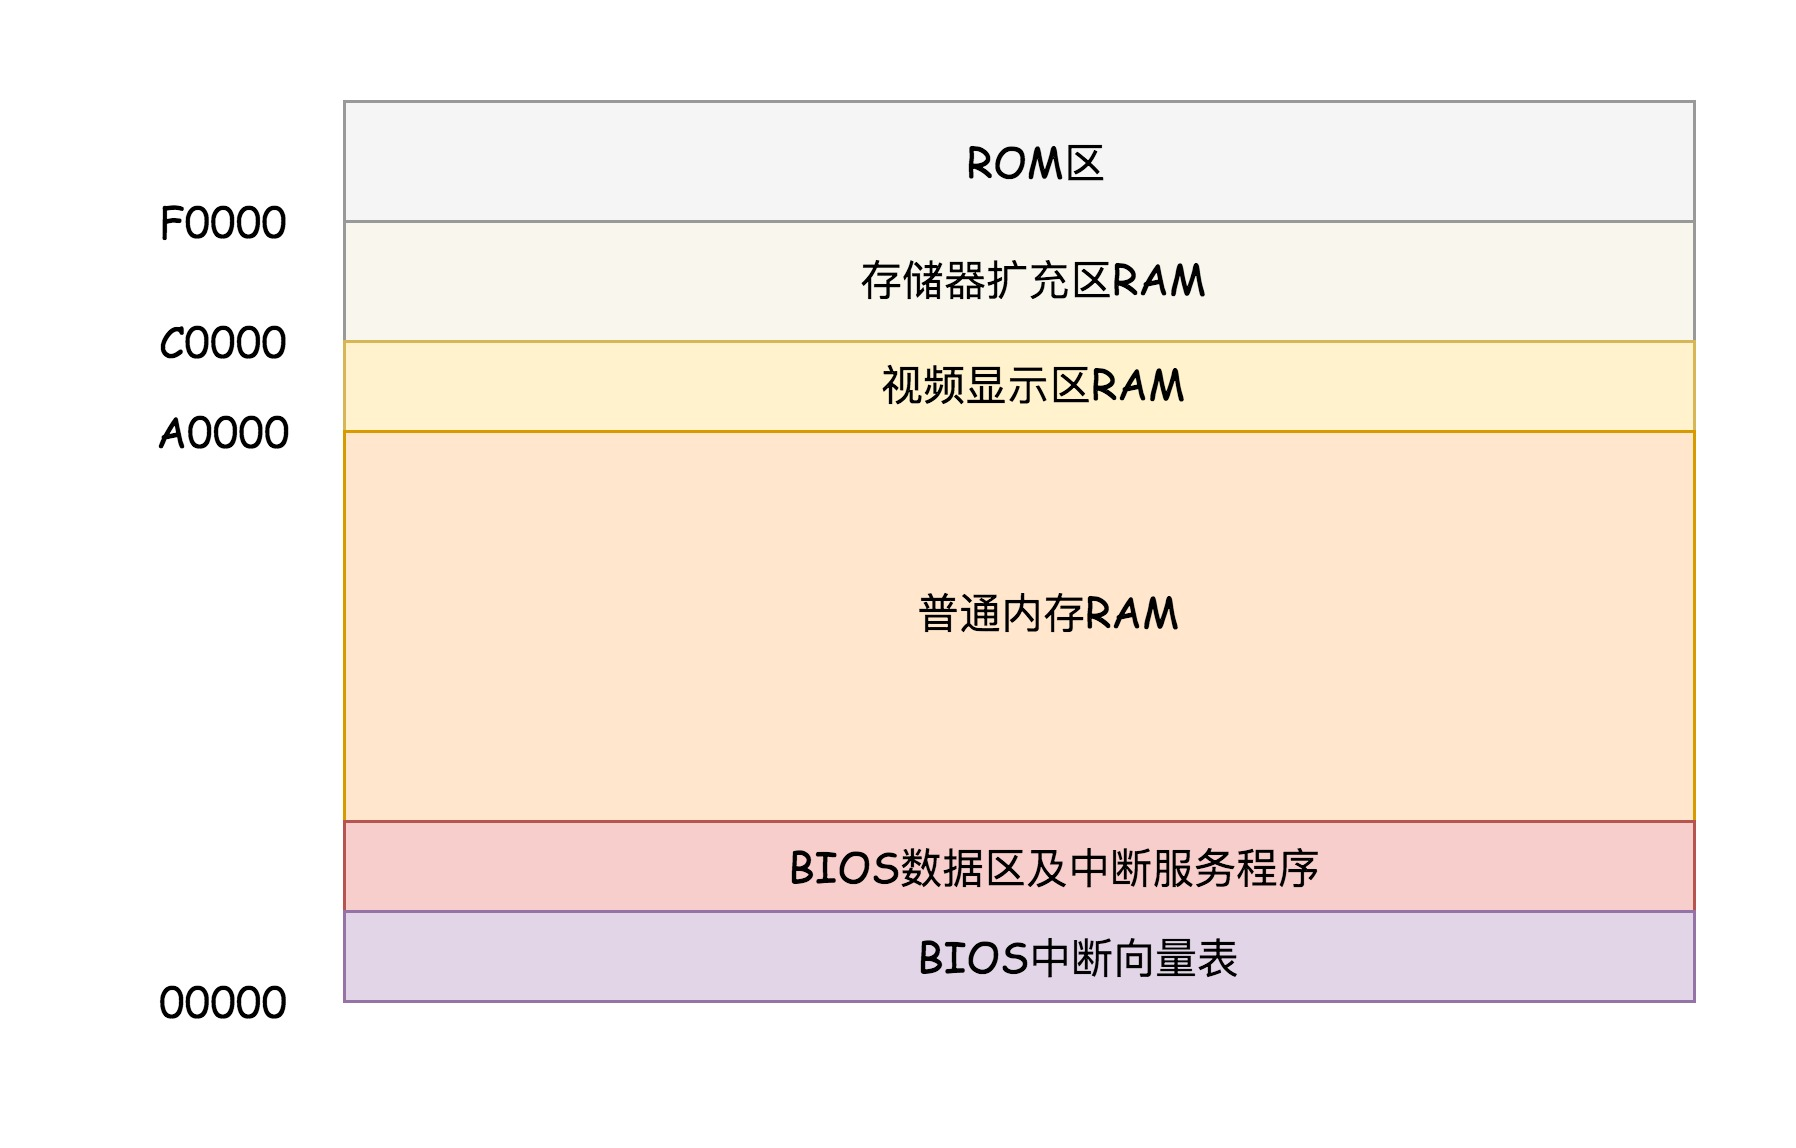 ROM区
F0000
存储器扩充区RAM
C0000
视频显示区RAM
A0000
普通内存RAM
BIOS数据区及中断服务程序
BIOS中断向量表
00000